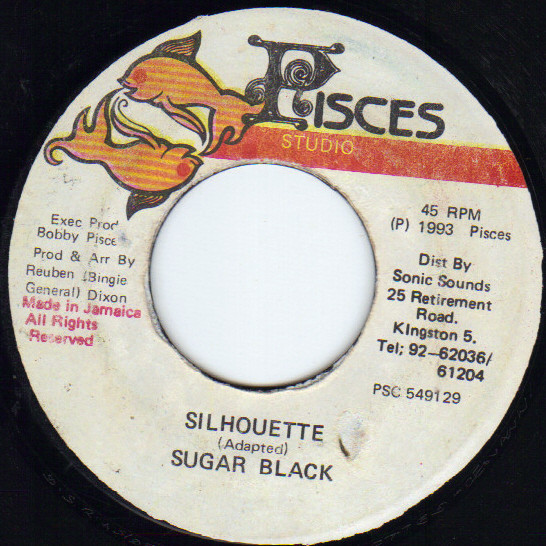 PISCES
STUDIO
Exec Prod
Bobby Pisce
Prod & Arr By
Reuben (Bingie
General) Dixon
Made in Jamaica
All Rights
Reserved
45 RPM
(P) 1993 Pisces
Dist By
Sonic Sounds
25 Retirement
Road.
KIngston 5.
Tel; 92-62036/
61204
PSC 549129
SILHOUETTE
(Adapted)
SUGAR BLACK